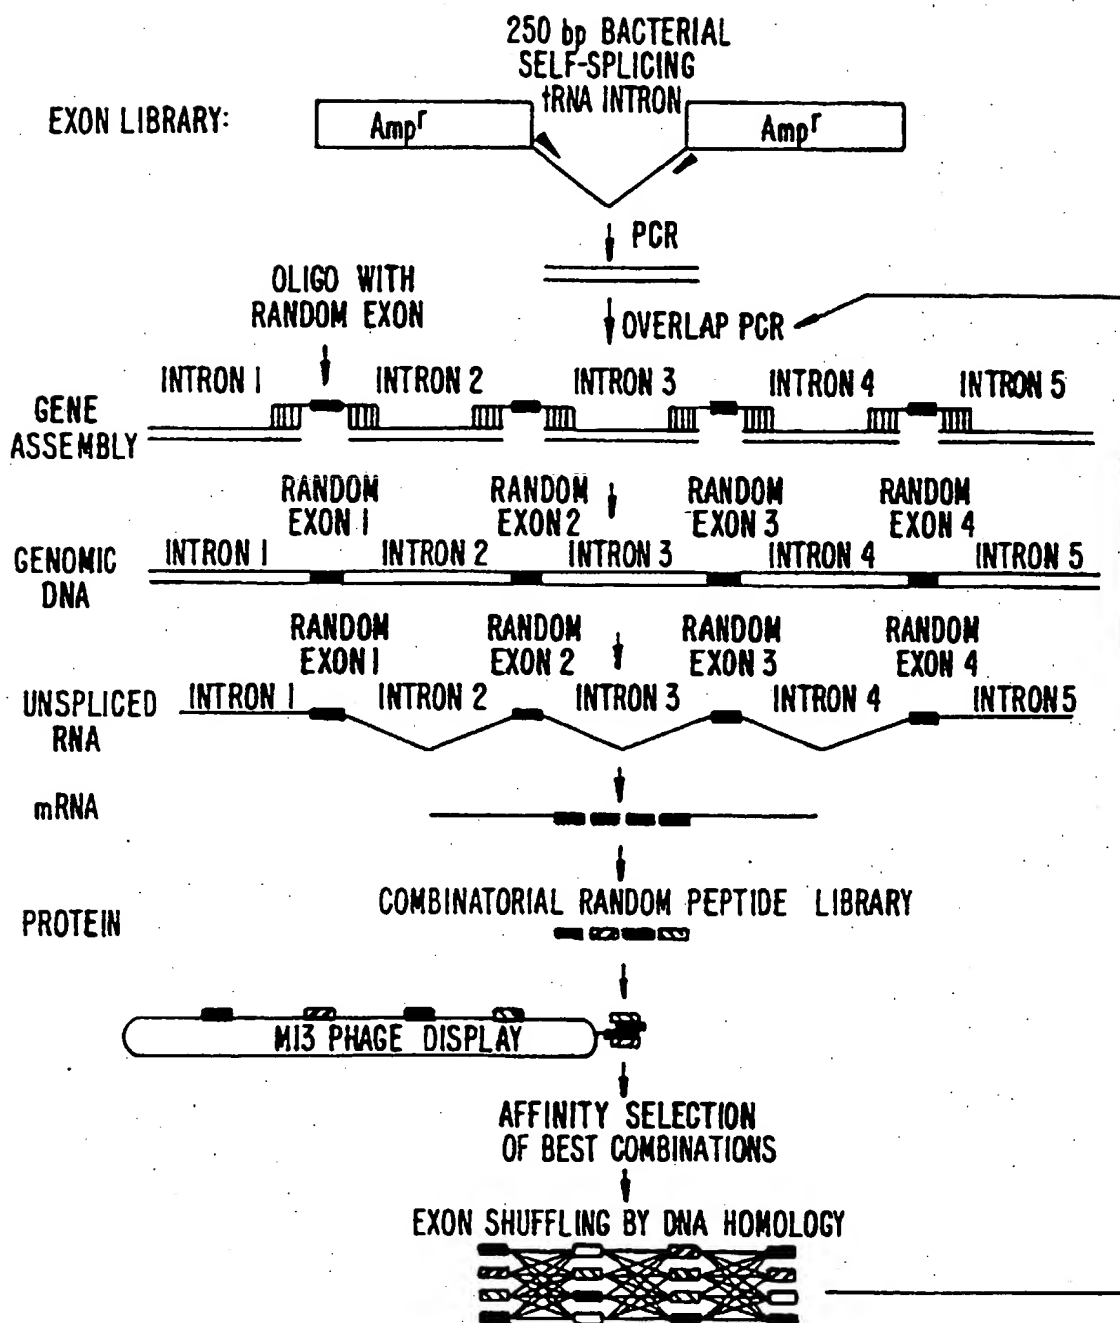 250 bp BACTERIAL
SELF-SPLICING
tRNA INTRON
EXON LIBRARY:
Ampʳ
Ampʳ
PCR
OLIGO WITH
RANDOM EXON
OVERLAP PCR
INTRON 1 INTRON 2 INTRON 3 INTRON 4 INTRON 5
GENE
ASSEMBLY
RANDOM
EXON 1
RANDOM
EXON 2
RANDOM
EXON 3
RANDOM
EXON 4
INTRON 1 INTRON 2 INTRON 3 INTRON 4 INTRON 5
GENOMIC
DNA
RANDOM
EXON 1
RANDOM
EXON 2
RANDOM
EXON 3
RANDOM
EXON 4
INTRON 1 INTRON 2 INTRON 3 INTRON 4 INTRON 5
UNSPLICED
RNA
mRNA
COMBINATORIAL RANDOM PEPTIDE LIBRARY
PROTEIN
M13 PHAGE DISPLAY
AFFINITY SELECTION
OF BEST COMBINATIONS
EXON SHUFFLING BY DNA HOMOLOGY